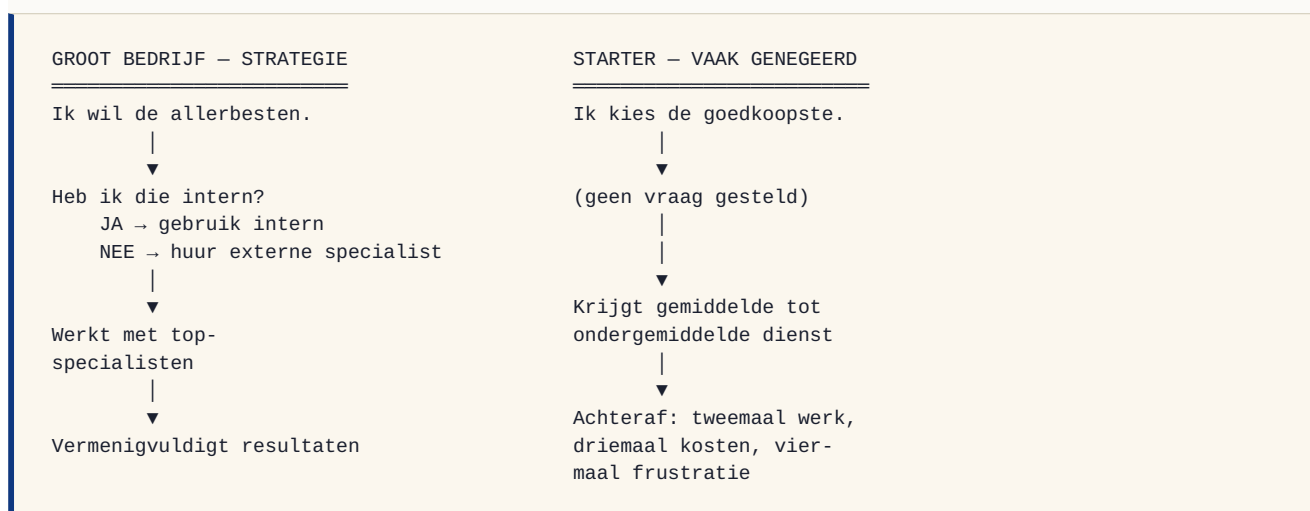 GROOT BEDRIJF — STRATEGIE
Ik wil de allerbesten.
Heb ik die intern?
JA → gebruik intern
NEE → huur externe specialist
Werkt met top-
specialisten
Vermenigvuldigt resultaten
STARTER — VAAK GENEGEERD
Ik kies de goedkoopste.
(geen vraag gesteld)
Krijgt gemiddelde tot
ondergemiddelde dienst
Achteraf: tweemaal werk,
driemaal kosten, vier-
maal frustratie